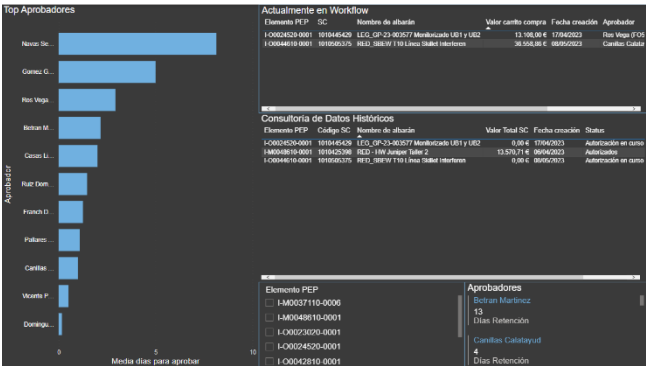 Top Aprobadores
Aprobador
Navas Se...
Gomez G...
Ros Vega...
Betran M...
Casas Li...
Ruiz Dom...
Franch D...
Pallares ...
Canillas ...
Vicente P...
Domingu...
0 5 10
Media días para aprobar
Actualmente en Workflow
Elemento PEP SC Nombre de albarán Valor carrito compra Fecha creación Aprobador
I-O0024520-0001 1010445429 LEG_GP-23-003577 Monitorizado UB1 y UB2 13.108,00 € 17/04/2023 Ros Vega (FOS
I-O0044610-0001 1010505375 RED_SBEW T10 Línea Skillet Interferen 36.558,86 € 08/05/2023 Canillas Calata
Consultoría de Datos Históricos
Elemento PEP Código SC Nombre de albarán Valor Total SC Fecha creación Status
I-O0024520-0001 1010445429 LEG_GP-23-003577 Monitorizado UB1 y UB2 0,00 € 17/04/2023 Autorización en curso
I-M0048610-0001 1010425398 RED - HW Juniper Taller 2 13.570,71 € 06/04/2023 Autorizados
I-O0044610-0001 1010505375 RED_SBEW T10 Línea Skillet Interferen 0,00 € 08/05/2023 Autorización en curso
Elemento PEP
I-M0037110-0006
I-M0048610-0001
I-O0023020-0001
I-O0024520-0001
I-O0042810-0001
Aprobadores
Betran Martinez
13
Días Retención
Canillas Calatayud
4
Días Retención